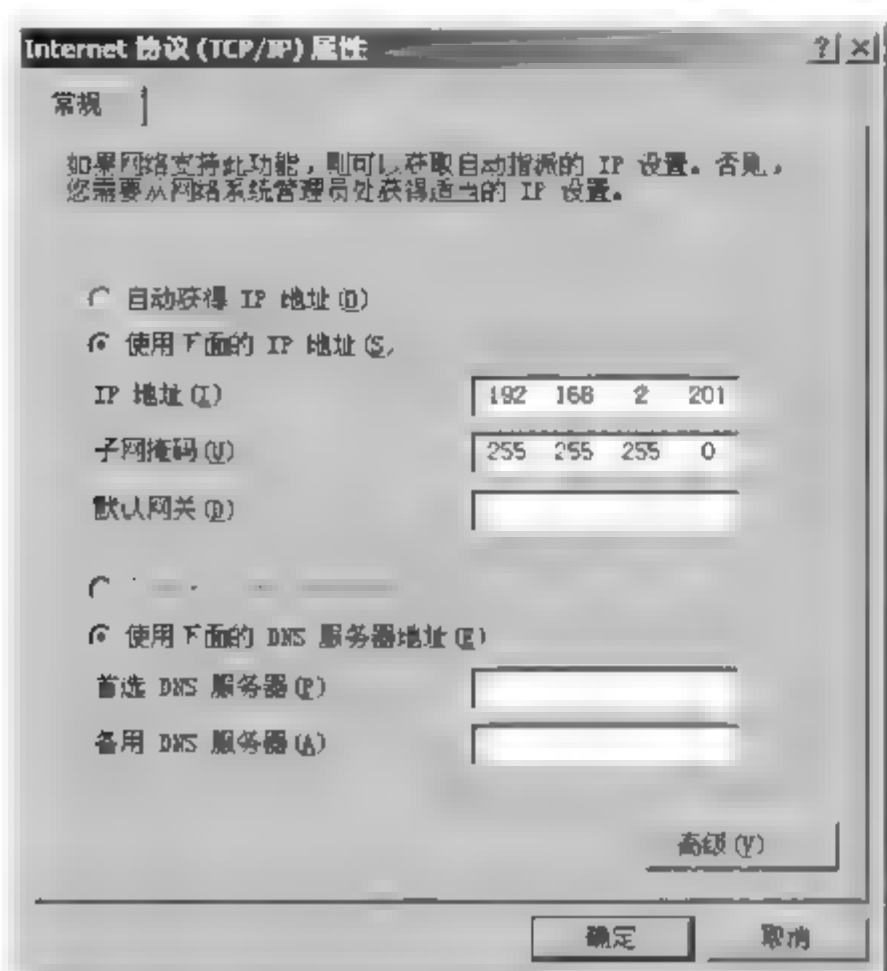 Internet 协议 (TCP/IP) 属性
常规
如果网络支持此功能，则可以获取自动指派的 IP 设置。否则，
您需要从网络系统管理员处获得适当的 IP 设置。
自动获得 IP 地址(O)
使用下面的 IP 地址(S)
IP 地址(I) 192 168 2 201
子网掩码(U) 255 255 255 0
默认网关(D)
使用下面的 DNS 服务器地址(E)
首选 DNS 服务器(P)
备用 DNS 服务器(A)
高级(V)
确定 取消